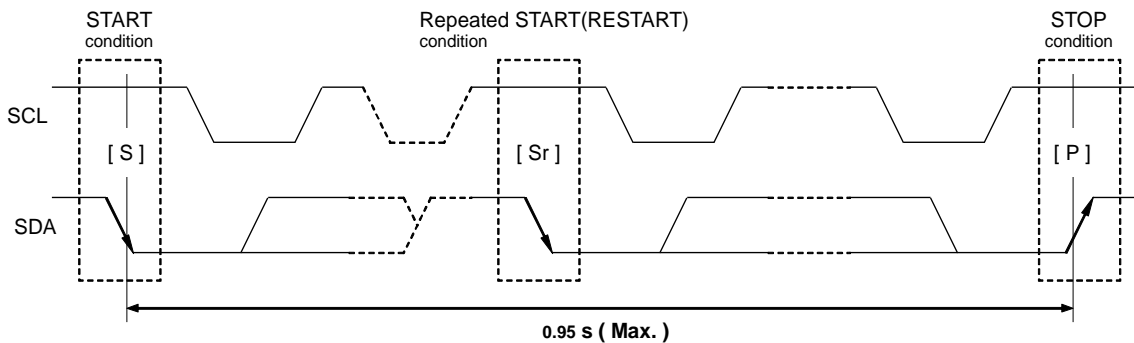 START
condition
Repeated START(RESTART)
condition
STOP
condition
SCL
[ S ]
[ Sr ]
[ P ]
SDA
0.95 s ( Max. )